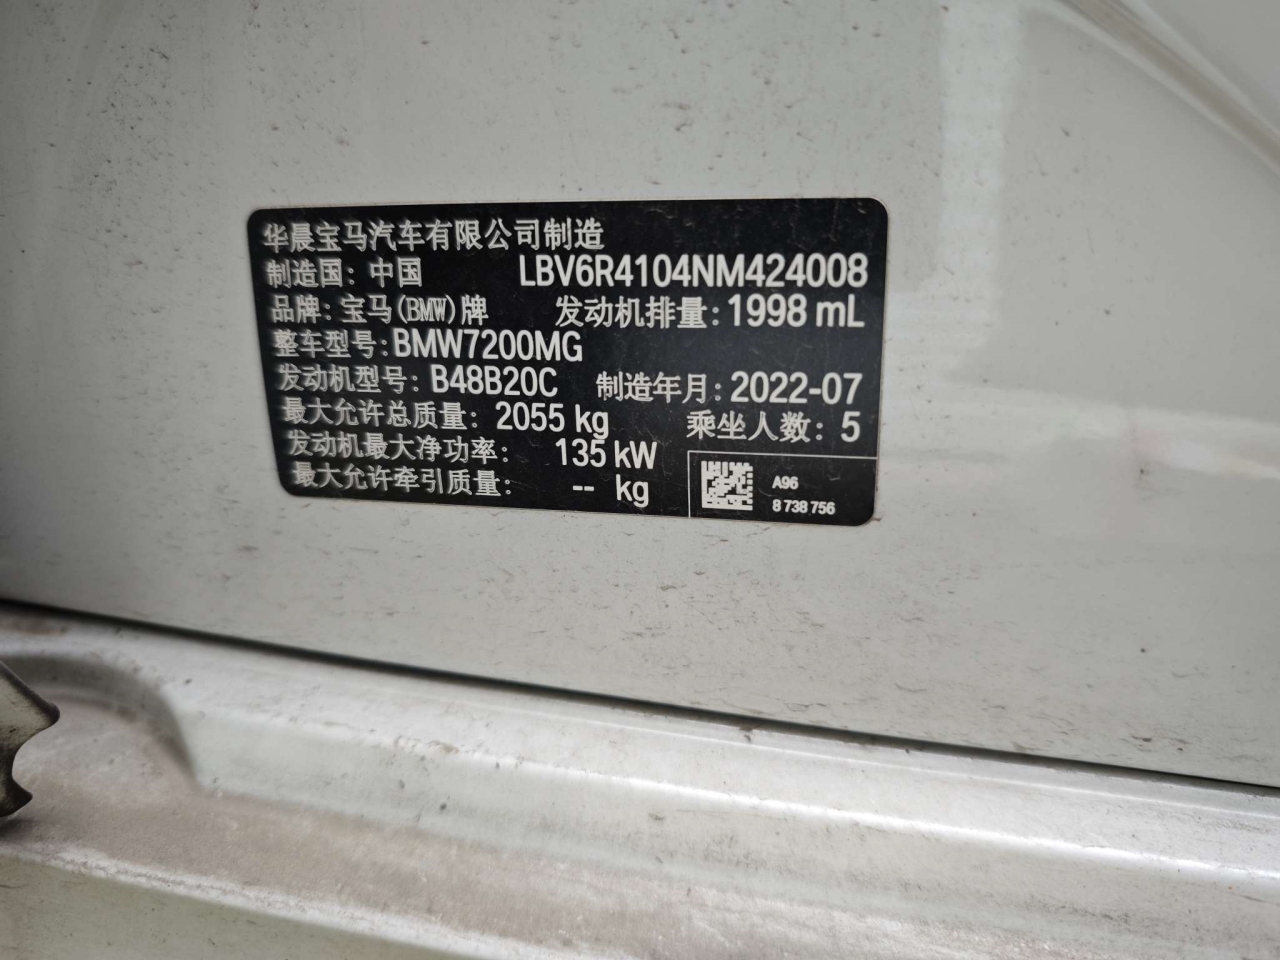 华晨宝马汽车有限公司制造
制造国: 中国 LBV6R4104NM424008
品牌: 宝马(BMW)牌 发动机排量: 1998 mL
整车型号: BMW7200MG
发动机型号: B48B20C 制造年月: 2022-07
最大允许总质量: 2055 kg 乘坐人数: 5
发动机最大净功率: 135 kW
最大允许牵引质量: -- kg
A96
8 738 756